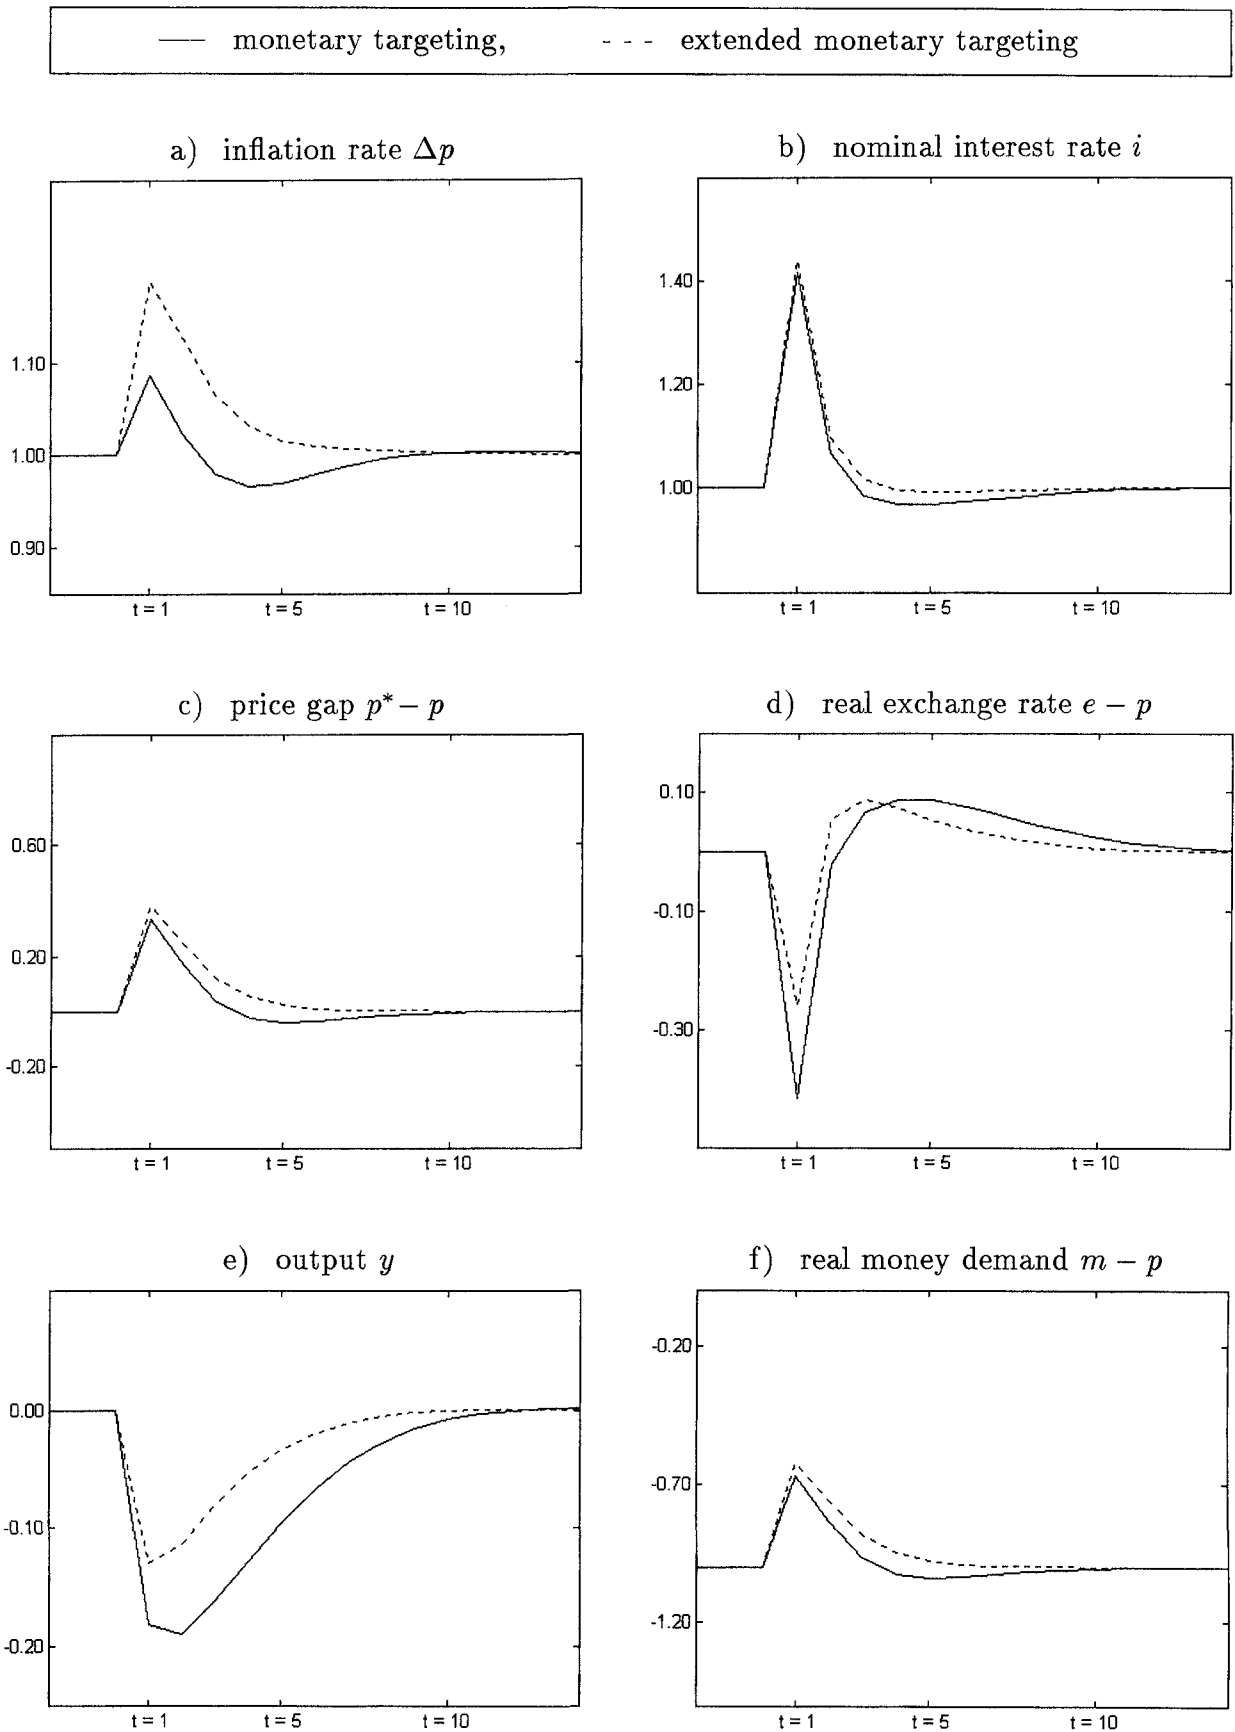 monetary targeting, extended monetary targeting
a) inflation rate Δp
b) nominal interest rate i
1.10
1.00
0.90
t = 1 t = 5 t = 10
1.40
1.20
1.00
t = 1 t = 5 t = 10
c) price gap p* − p
d) real exchange rate e − p
0.60
0.20
-0.20
t = 1 t = 5 t = 10
0.10
-0.10
-0.30
t = 1 t = 5 t = 10
e) output y
f) real money demand m − p
0.00
-0.10
-0.20
t = 1 t = 5 t = 10
-0.20
-0.70
-1.20
t = 1 t = 5 t = 10